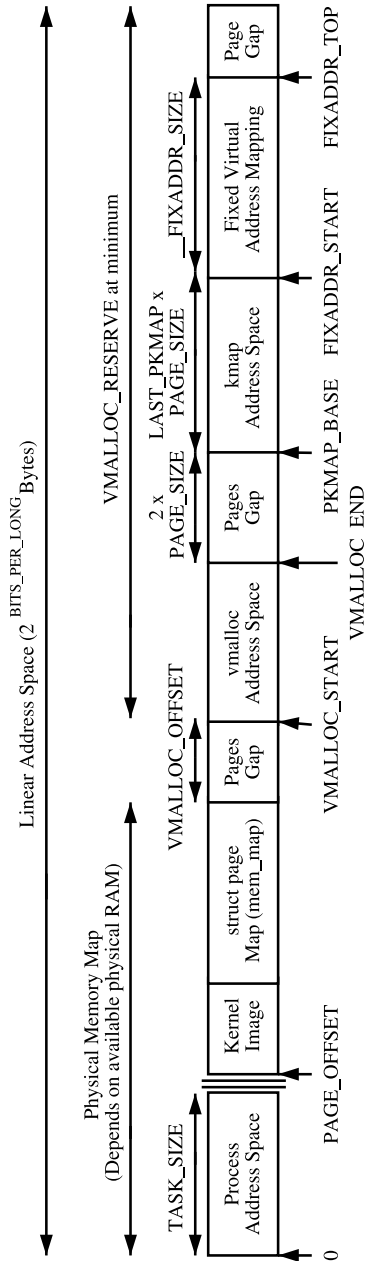 Linear Address Space (2^BITS_PER_LONG Bytes)
Physical Memory Map
(Depends on available physical RAM)
VMALLOC_RESERVE at minimum
TASK_SIZE
VMALLOC_OFFSET
2 x
PAGE_SIZE
LAST_PKMAP x
PAGE_SIZE
_FIXADDR_SIZE
Process
Address Space
Kernel
Image
struct page
Map (mem_map)
Pages
Gap
vmalloc
Address Space
Pages
Gap
kmap
Address Space
Fixed Virtual
Address Mapping
Page
Gap
0
PAGE_OFFSET
VMALLOC_START
VMALLOC_END
PKMAP_BASE
FIXADDR_START
FIXADDR_TOP